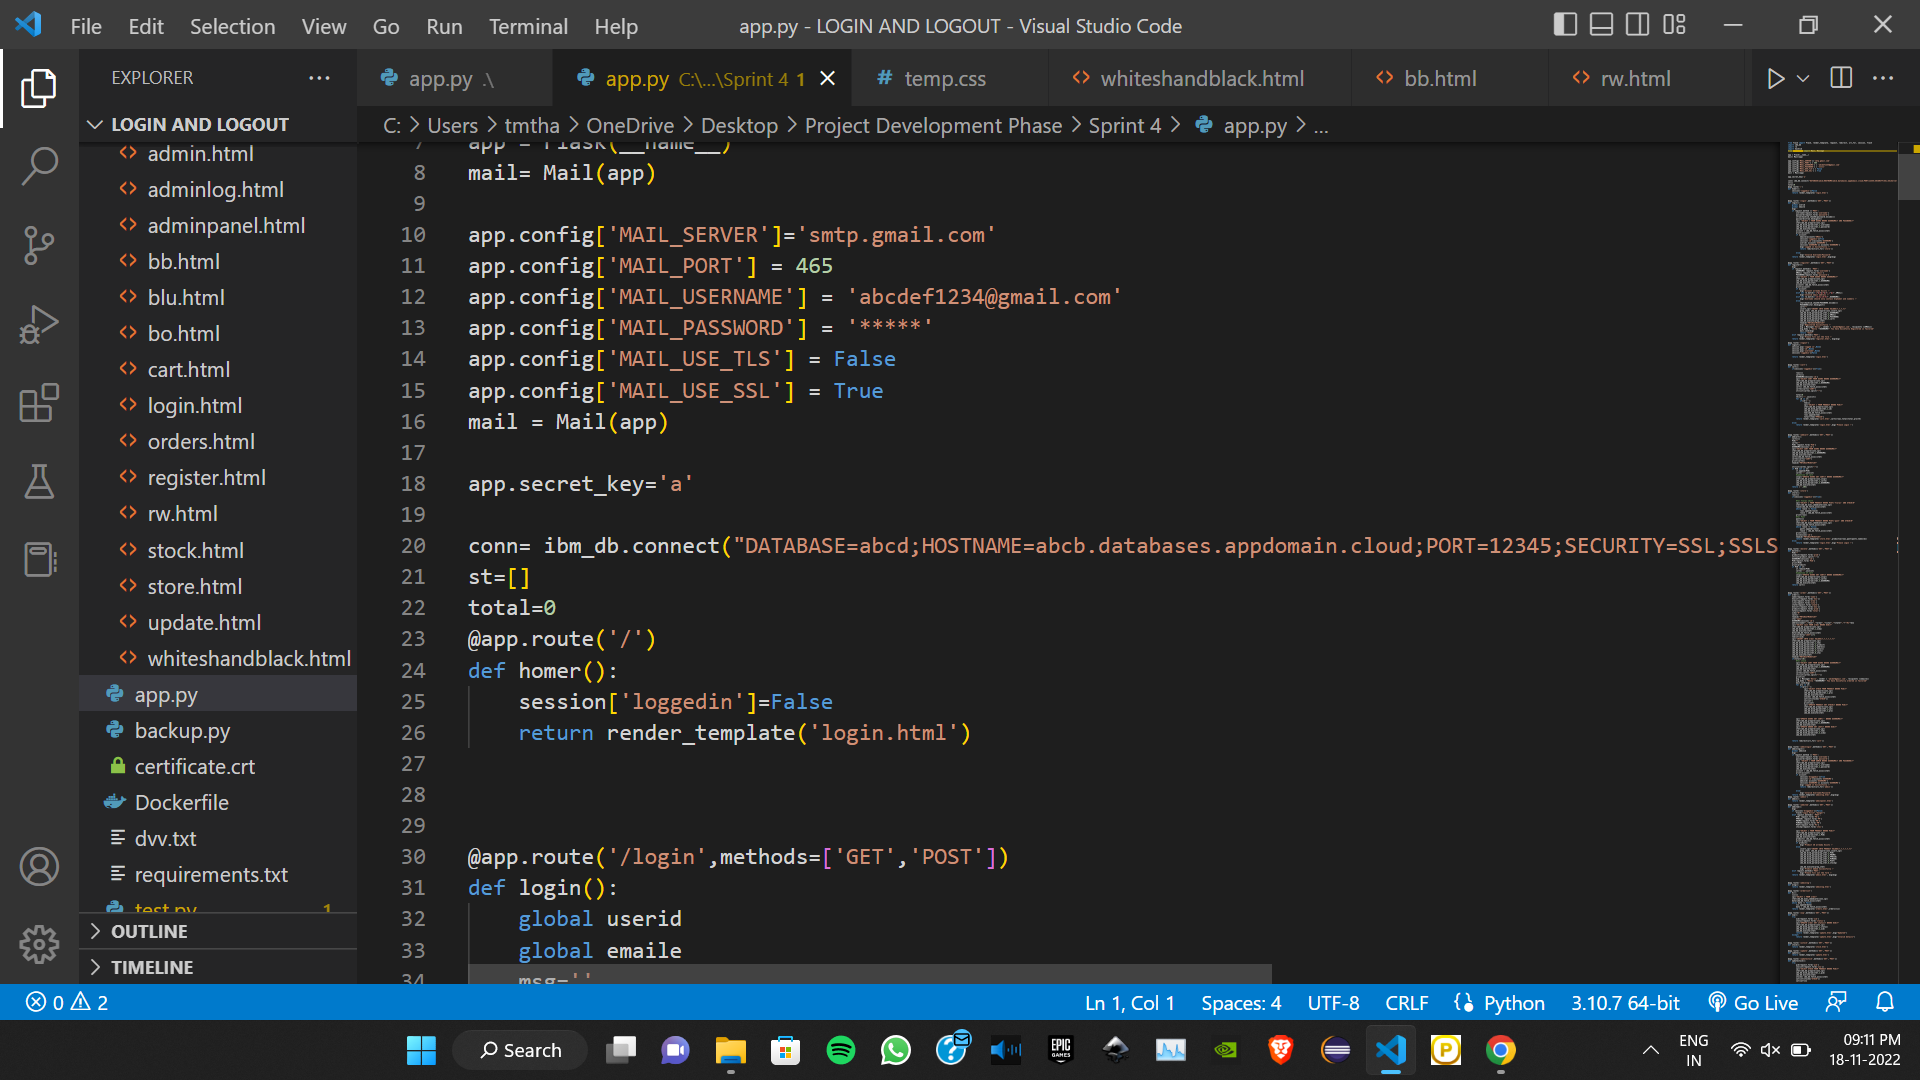 File Edit Selection View Go Run Terminal Help app.py - LOGIN AND LOGOUT - Visual Studio Code
EXPLORER
app.py .\
app.py C:\...\Sprint 4 1
temp.css
whiteshandblack.html
bb.html
rw.html
LOGIN AND LOGOUT
C: > Users > tmtha > OneDrive > Desktop > Project Development Phase > Sprint 4 > app.py > ...
admin.html
adminlog.html
adminpanel.html
bb.html
blu.html
bo.html
cart.html
login.html
orders.html
register.html
rw.html
stock.html
store.html
update.html
whiteshandblack.html
app.py
backup.py
certificate.crt
Dockerfile
dvv.txt
requirements.txt
test.py 1
OUTLINE
TIMELINE
7 app = Flask(__name__)
8 mail= Mail(app)
9
10 app.config['MAIL_SERVER']='smtp.gmail.com'
11 app.config['MAIL_PORT'] = 465
12 app.config['MAIL_USERNAME'] = 'abcdef1234@gmail.com'
13 app.config['MAIL_PASSWORD'] = '*****'
14 app.config['MAIL_USE_TLS'] = False
15 app.config['MAIL_USE_SSL'] = True
16 mail = Mail(app)
17
18 app.secret_key='a'
19
20 conn= ibm_db.connect("DATABASE=abcd;HOSTNAME=abcb.databases.appdomain.cloud;PORT=12345;SECURITY=SSL;SSLS
21 st=[]
22 total=0
23 @app.route('/')
24 def homer():
25     session['loggedin']=False
26     return render_template('login.html')
27
28
29
30 @app.route('/login',methods=['GET','POST'])
31 def login():
32     global userid
33     global emaile
34     msg=''
0 2
Ln 1, Col 1 Spaces: 4 UTF-8 CRLF Python 3.10.7 64-bit Go Live
Search
EPIC GAMES
ENG IN
09:11 PM
18-11-2022